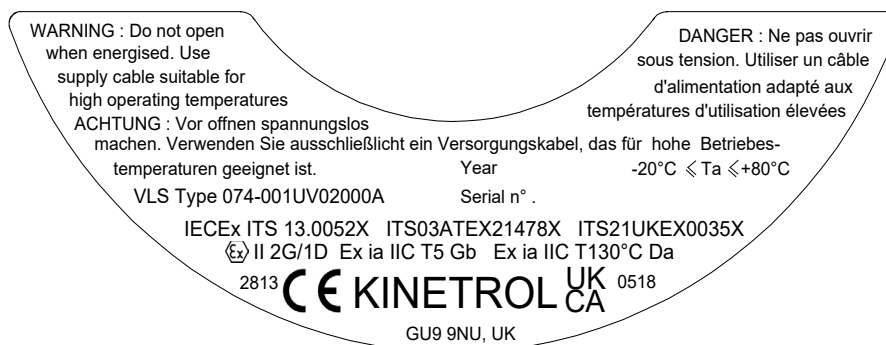 WARNING : Do not open
when energised. Use
supply cable suitable for
high operating temperatures
DANGER : Ne pas ouvrir
sous tension. Utiliser un câble
d'alimentation adapté aux
températures d'utilisation élevées
ACHTUNG : Vor offnen spannungslos
machen. Verwenden Sie ausschließlicht ein Versorgungskabel, das für hohe Betriebes-
temperaturen geeignet ist. Year -20°C ⩽ Ta ⩽+80°C
VLS Type 074-001UV02000A Serial n° .
IECEx ITS 13.0052X ITS03ATEX21478X ITS21UKEX0035X
Ex II 2G/1D Ex ia IIC T5 Gb Ex ia IIC T130°C Da
2813 CE KINETROL UK CA 0518
GU9 9NU, UK